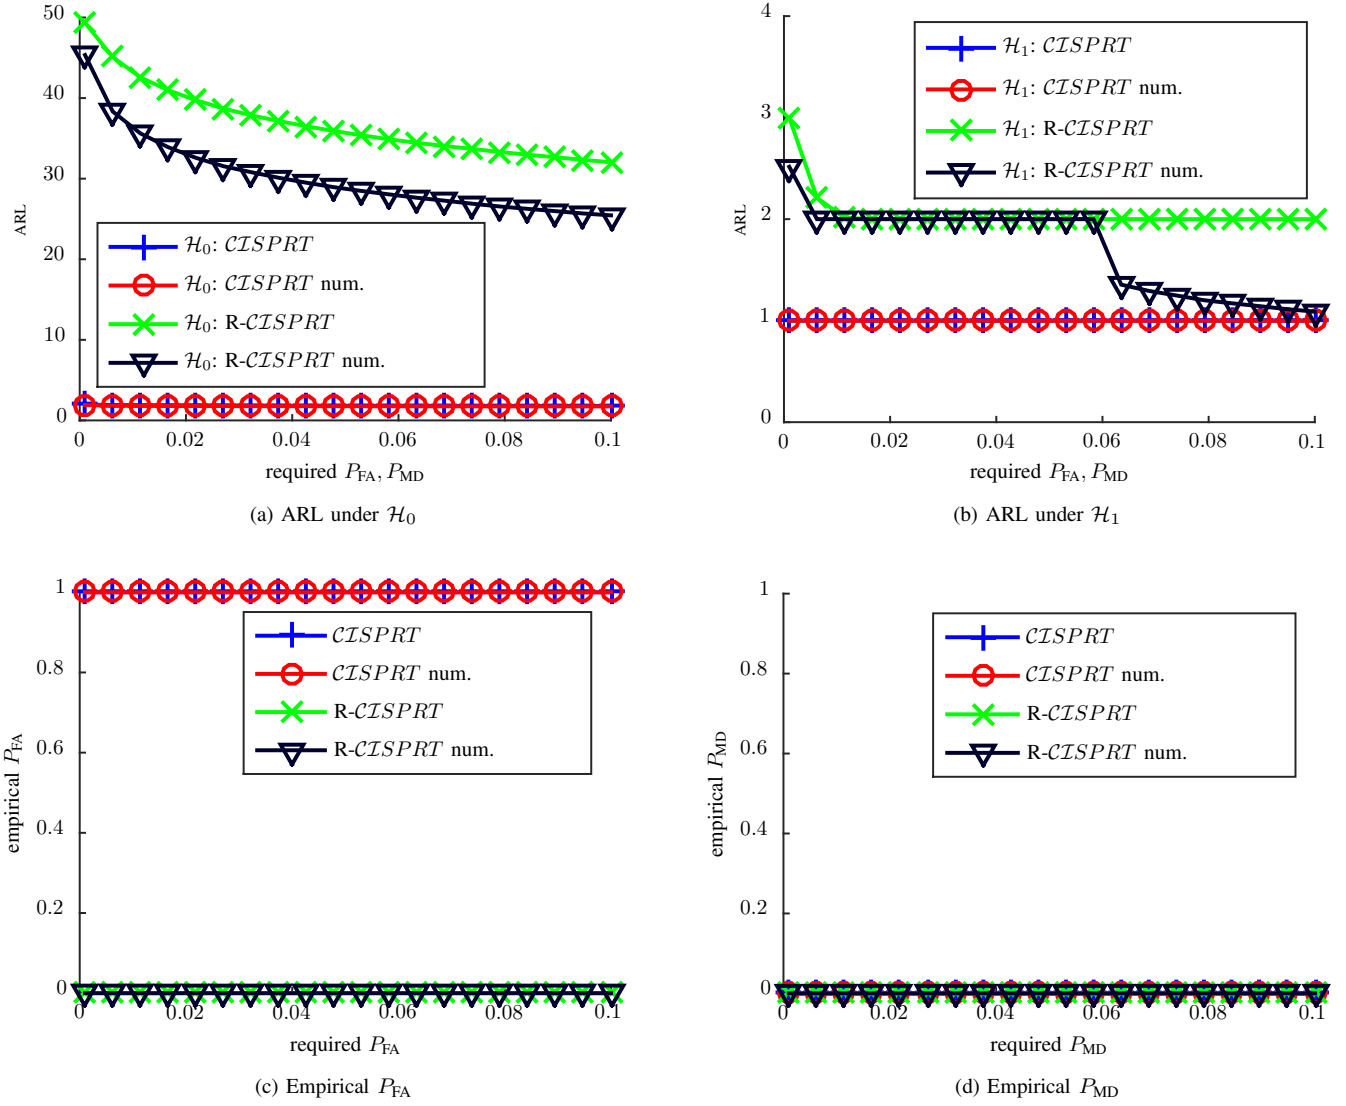 50
40
30
20
10
0
ARL
0
0.02
0.04
0.06
0.08
0.1
ℋ₀: 𝒞ℐSPRT
ℋ₀: 𝒞ℐSPRT num.
ℋ₀: R-𝒞ℐSPRT
ℋ₀: R-𝒞ℐSPRT num.
required P_FA, P_MD
(a) ARL under ℋ₀
4
3
2
1
0
ARL
0
0.02
0.04
0.06
0.08
0.1
ℋ₁: 𝒞ℐSPRT
ℋ₁: 𝒞ℐSPRT num.
ℋ₁: R-𝒞ℐSPRT
ℋ₁: R-𝒞ℐSPRT num.
required P_FA, P_MD
(b) ARL under ℋ₁
1
0.8
0.6
0.4
0.2
0
empirical P_FA
0
0.02
0.04
0.06
0.08
0.1
𝒞ℐSPRT
𝒞ℐSPRT num.
R-𝒞ℐSPRT
R-𝒞ℐSPRT num.
required P_FA
(c) Empirical P_FA
1
0.8
0.6
0.4
0.2
0
empirical P_MD
0
0.02
0.04
0.06
0.08
0.1
𝒞ℐSPRT
𝒞ℐSPRT num.
R-𝒞ℐSPRT
R-𝒞ℐSPRT num.
required P_MD
(d) Empirical P_MD